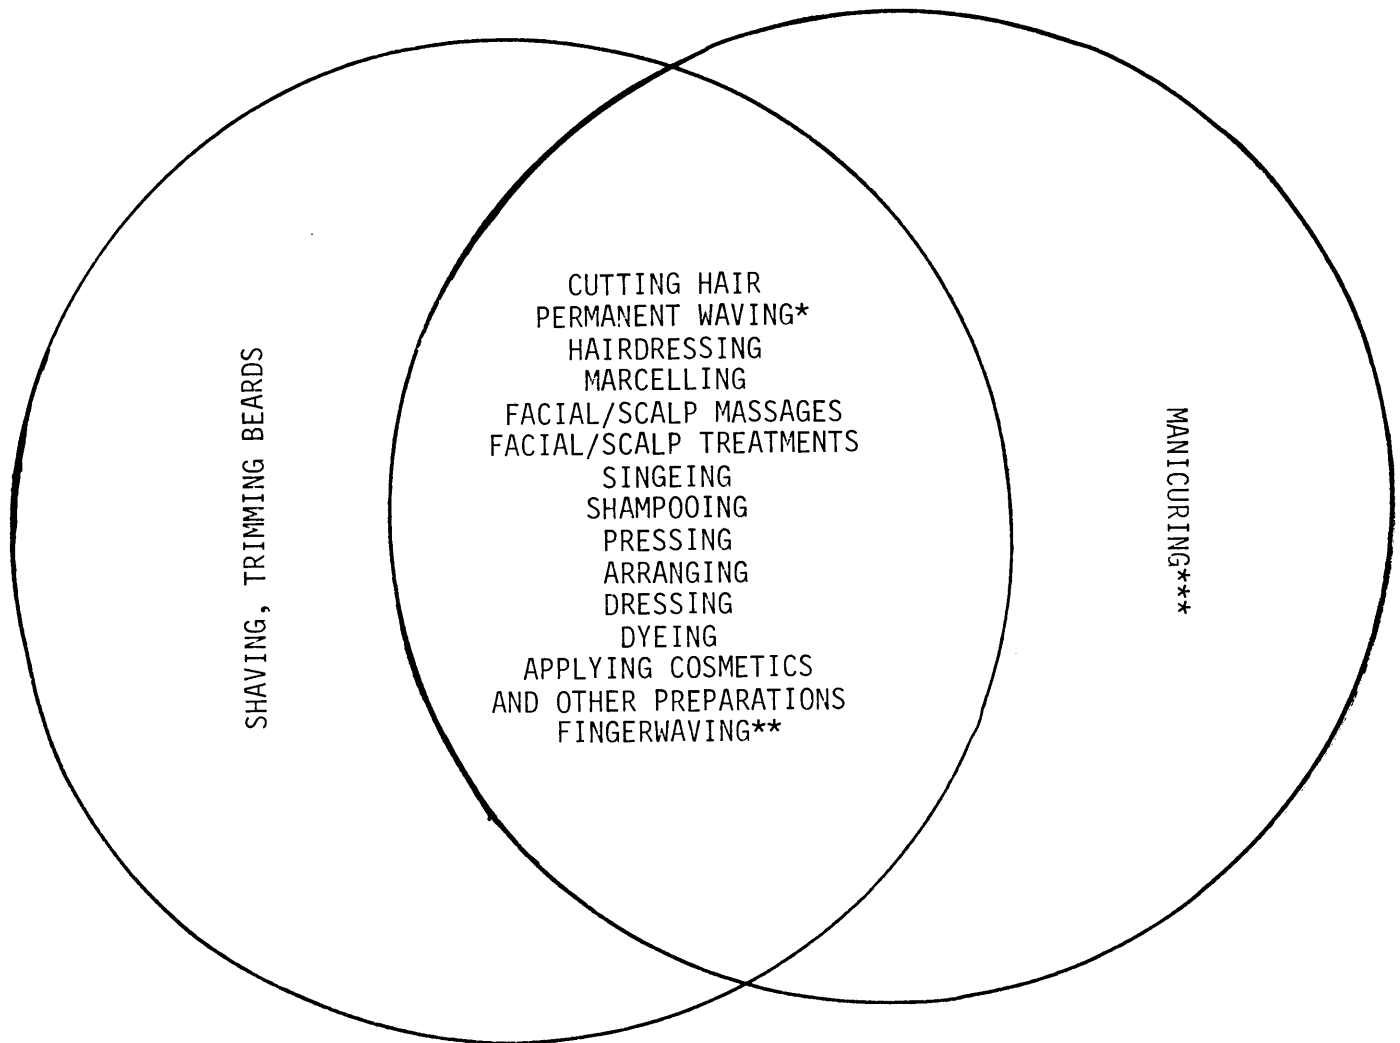 SHAVING, TRIMMING BEARDS
CUTTING HAIR
PERMANENT WAVING*
HAIRDRESSING
MARCELLING
FACIAL/SCALP MASSAGES
FACIAL/SCALP TREATMENTS
SINGEING
SHAMPOOING
PRESSING
ARRANGING
DRESSING
DYEING
APPLYING COSMETICS
AND OTHER PREPARATIONS
FINGERWAVING**
MANICURING***